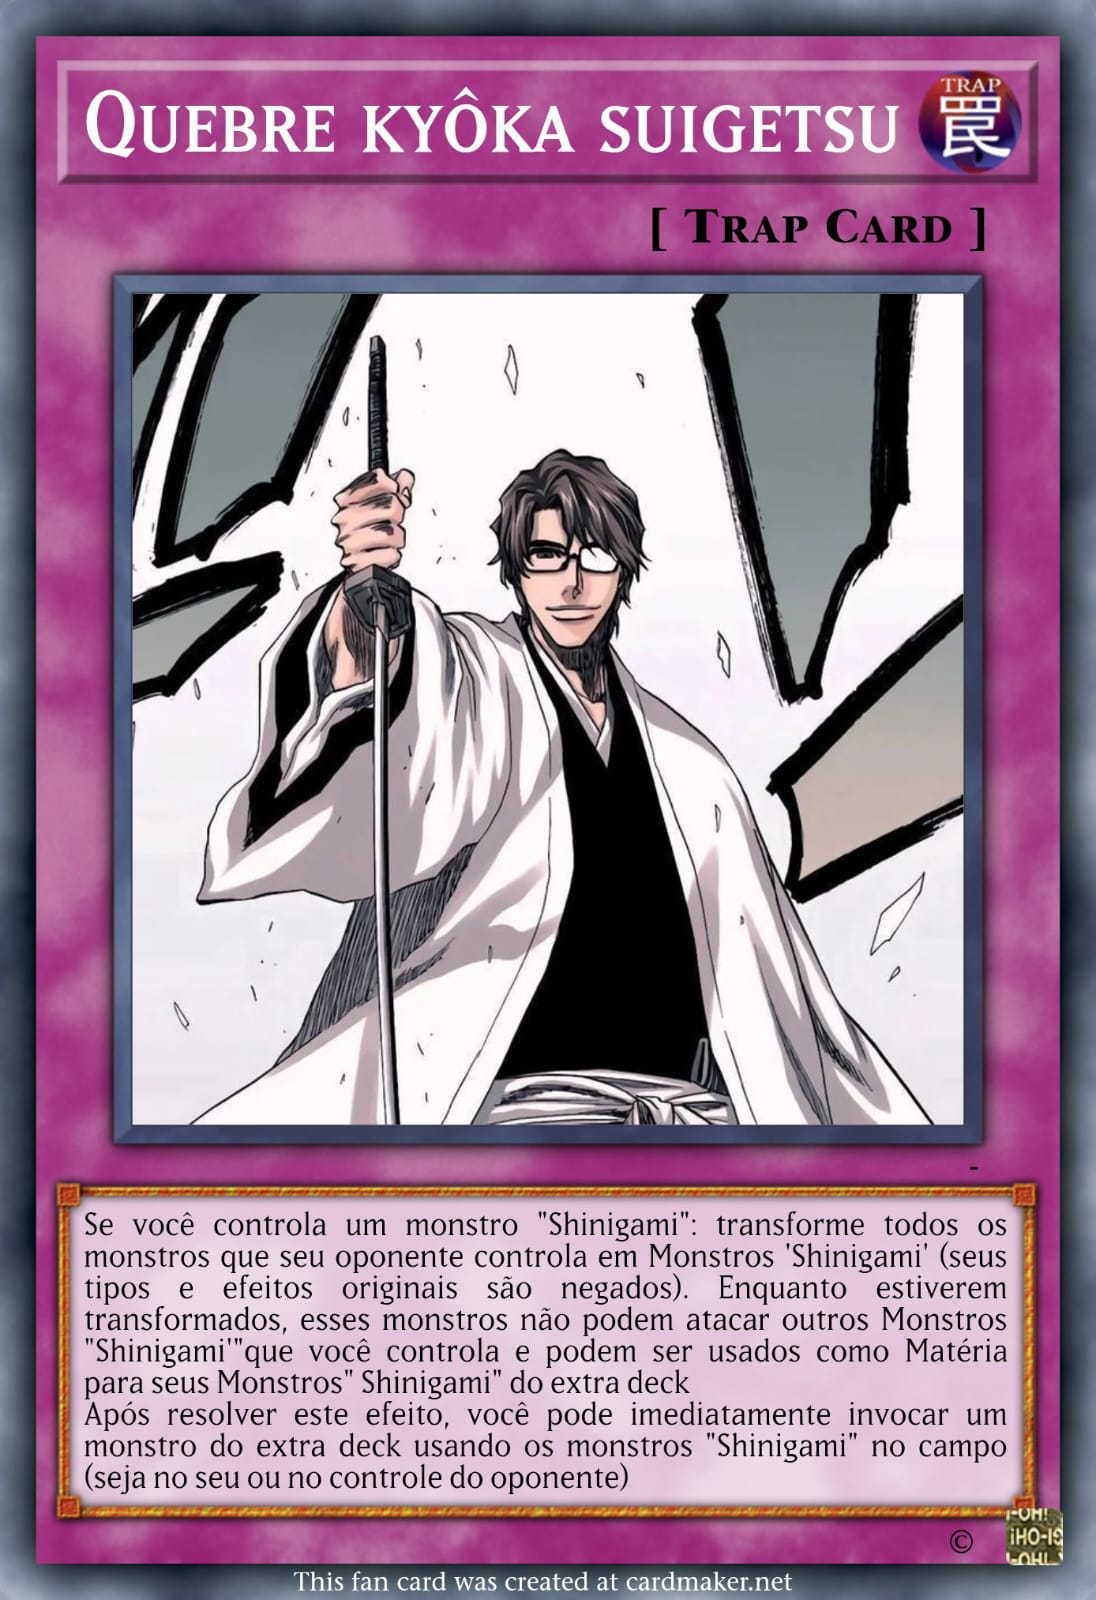 Quebre kyôka suigetsu
TRAP
罠
[ Trap Card ]
-
Se você controla um monstro "Shinigami": transforme todos os
monstros que seu oponente controla em Monstros 'Shinigami' (seus
tipos e efeitos originais são negados). Enquanto estiverem
transformados, esses monstros não podem atacar outros Monstros
"Shinigami'"que você controla e podem ser usados como Matéria
para seus Monstros" Shinigami" do extra deck
Após resolver este efeito, você pode imediatamente invocar um
monstro do extra deck usando os monstros "Shinigami" no campo
(seja no seu ou no controle do oponente)
©
This fan card was created at cardmaker.net